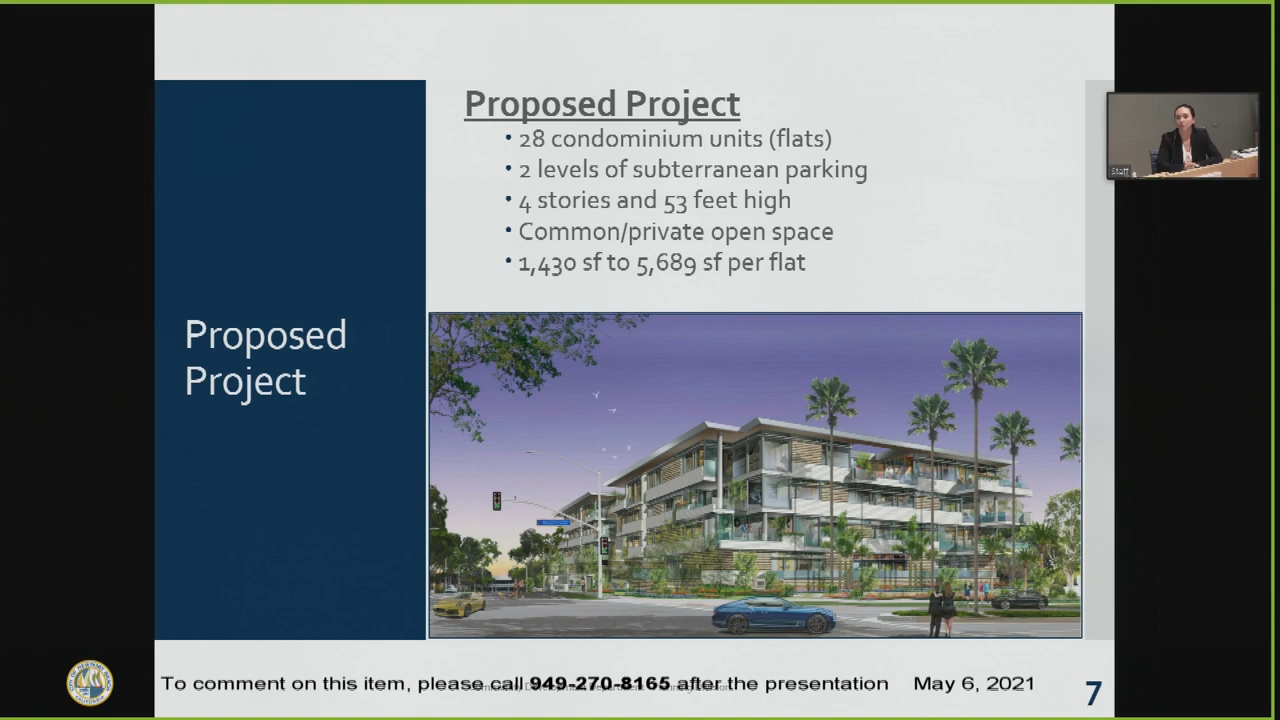 Proposed Project
• 28 condominium units (flats)
• 2 levels of subterranean parking
• 4 stories and 53 feet high
• Common/private open space
• 1,430 sf to 5,689 sf per flat
Staff
Proposed
Project
To comment on this item, please call 949-270-8165 after the presentation May 6, 2021
7